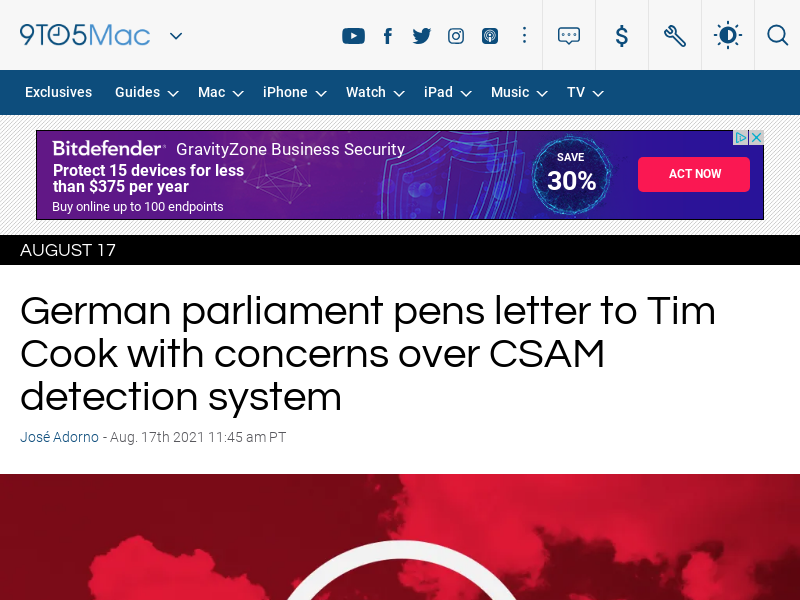 9TO5Mac
Exclusives Guides Mac iPhone Watch iPad Music TV
Bitdefender GravityZone Business Security
Protect 15 devices for less
than $375 per year
Buy online up to 100 endpoints
SAVE
30%
ACT NOW
AUGUST 17
German parliament pens letter to Tim
Cook with concerns over CSAM
detection system
José Adorno - Aug. 17th 2021 11:45 am PT